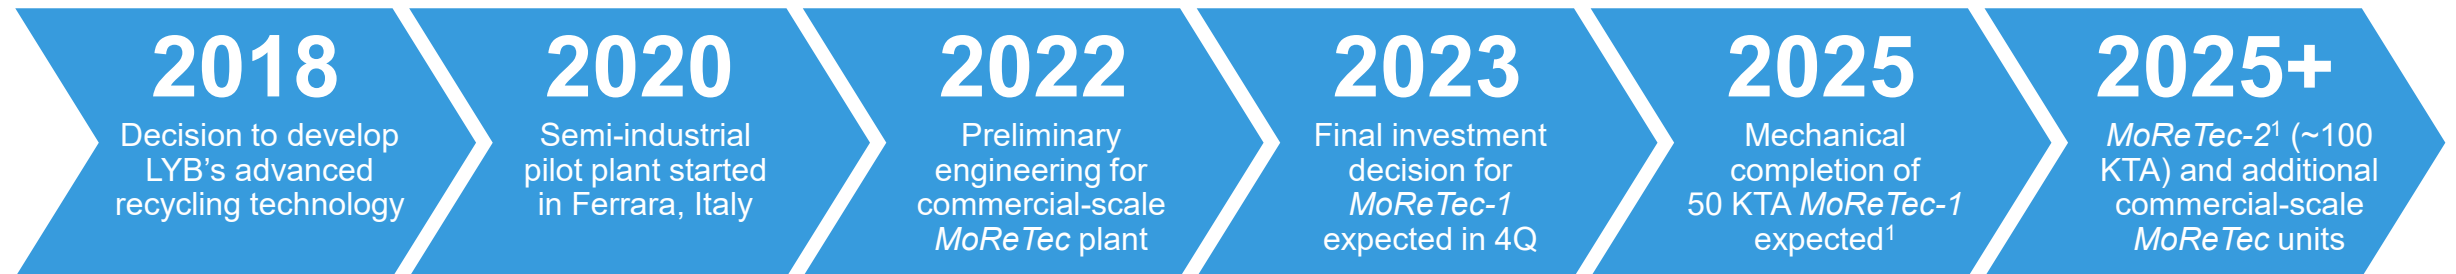 2018
Decision to develop
LYB's advanced
recycling technology
2020
Semi-industrial
pilot plant started
in Ferrara, Italy
2022
Preliminary
engineering for
commercial-scale
MoReTec plant
2023
Final investment
decision for
MoReTec-1
expected in 4Q
2025
Mechanical
completion of
50 KTA MoReTec-1
expected¹
2025+
MoReTec-2¹ (~100
KTA) and additional
commercial-scale
MoReTec units